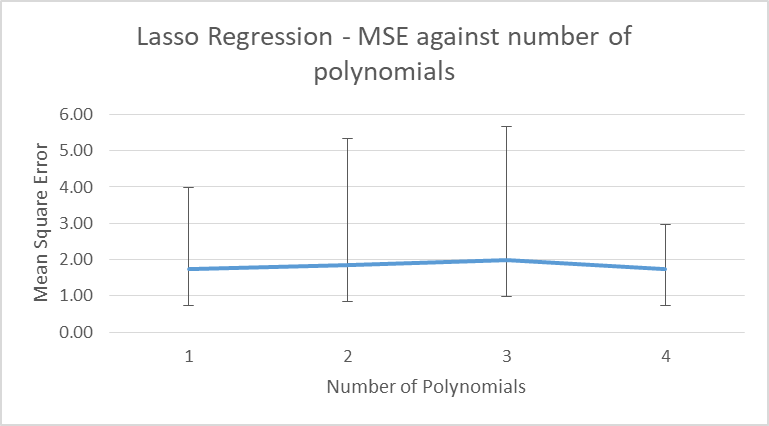 Lasso Regression - MSE against number of
polynomials
6.00
5.00
4.00
3.00
2.00
1.00
0.00
Mean Square Error
1 2 3 4
Number of Polynomials